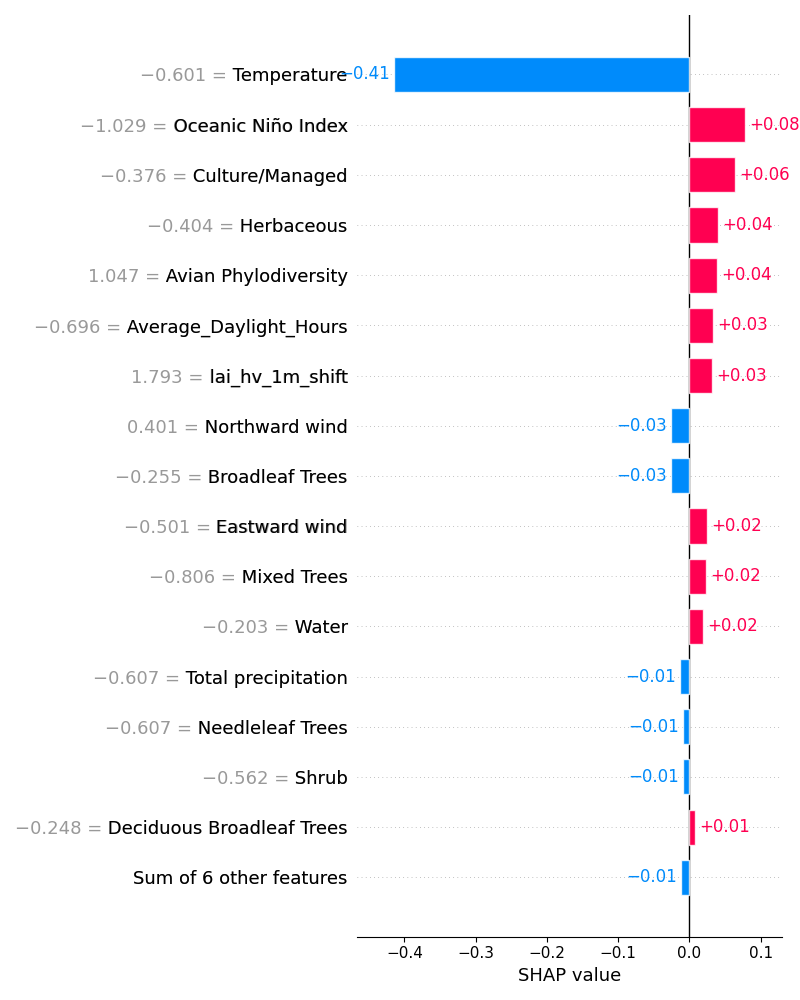 −0.601 = Temperature −0.41
−1.029 = Oceanic Niño Index +0.08
−0.376 = Culture/Managed +0.06
−0.404 = Herbaceous +0.04
1.047 = Avian Phylodiversity +0.04
−0.696 = Average_Daylight_Hours +0.03
1.793 = lai_hv_1m_shift +0.03
0.401 = Northward wind −0.03
−0.255 = Broadleaf Trees −0.03
−0.501 = Eastward wind +0.02
−0.806 = Mixed Trees +0.02
−0.203 = Water +0.02
−0.607 = Total precipitation −0.01
−0.607 = Needleleaf Trees −0.01
−0.562 = Shrub −0.01
−0.248 = Deciduous Broadleaf Trees +0.01
Sum of 6 other features −0.01
−0.4 −0.3 −0.2 −0.1 0.0 0.1
SHAP value